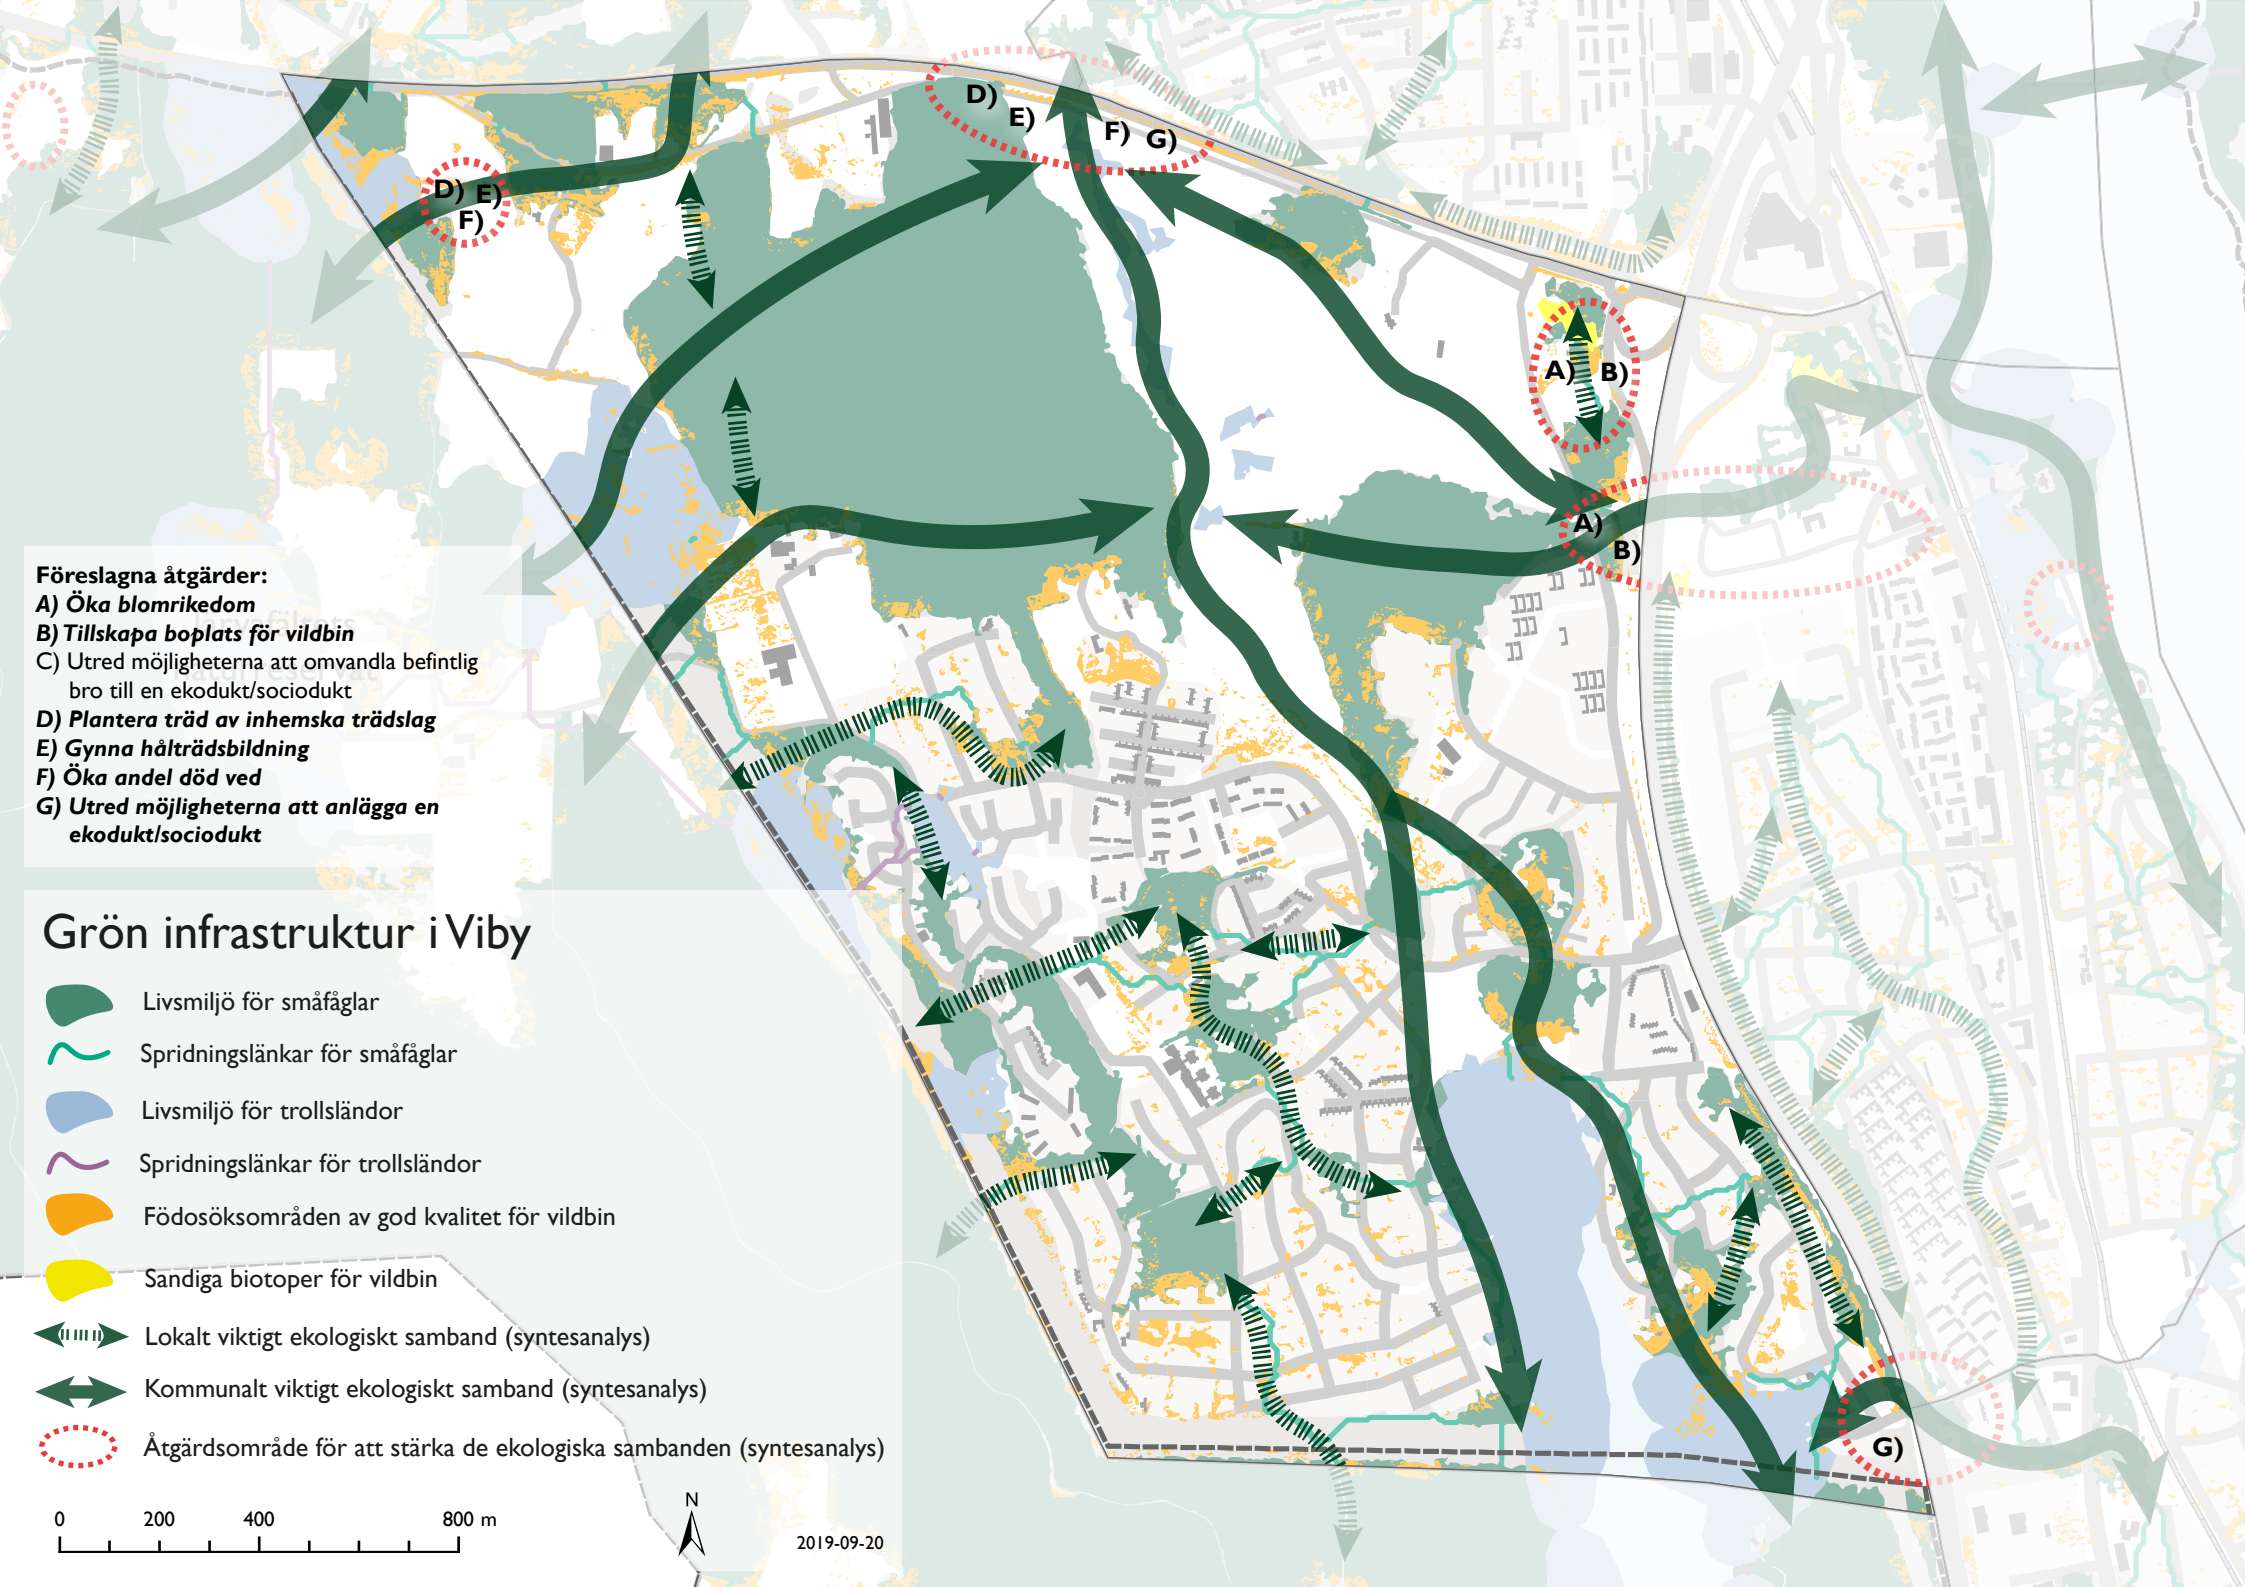 D)
E)
F)
G)
D) E)
F)
A)
B)
A)
B)
Föreslagna åtgärder:
A) Öka blomrikedom
B) Tillskapa boplats för vildbin
C) Utred möjligheterna att omvandla befintlig
bro till en ekodukt/sociodukt
D) Plantera träd av inhemska trädslag
E) Gynna hålträdsbildning
F) Öka andel död ved
G) Utred möjligheterna att anlägga en
ekodukt/sociodukt
Järvafältets
naturreservat
Grön infrastruktur i Viby
Livsmiljö för småfåglar
Spridningslänkar för småfåglar
Livsmiljö för trollsländor
Spridningslänkar för trollsländor
Födosöksområden av god kvalitet för vildbin
Sandiga biotoper för vildbin
Lokalt viktigt ekologiskt samband (syntesanalys)
Kommunalt viktigt ekologiskt samband (syntesanalys)
Åtgärdsområde för att stärka de ekologiska sambanden (syntesanalys)
G)
0 200 400 800 m
N
2019-09-20